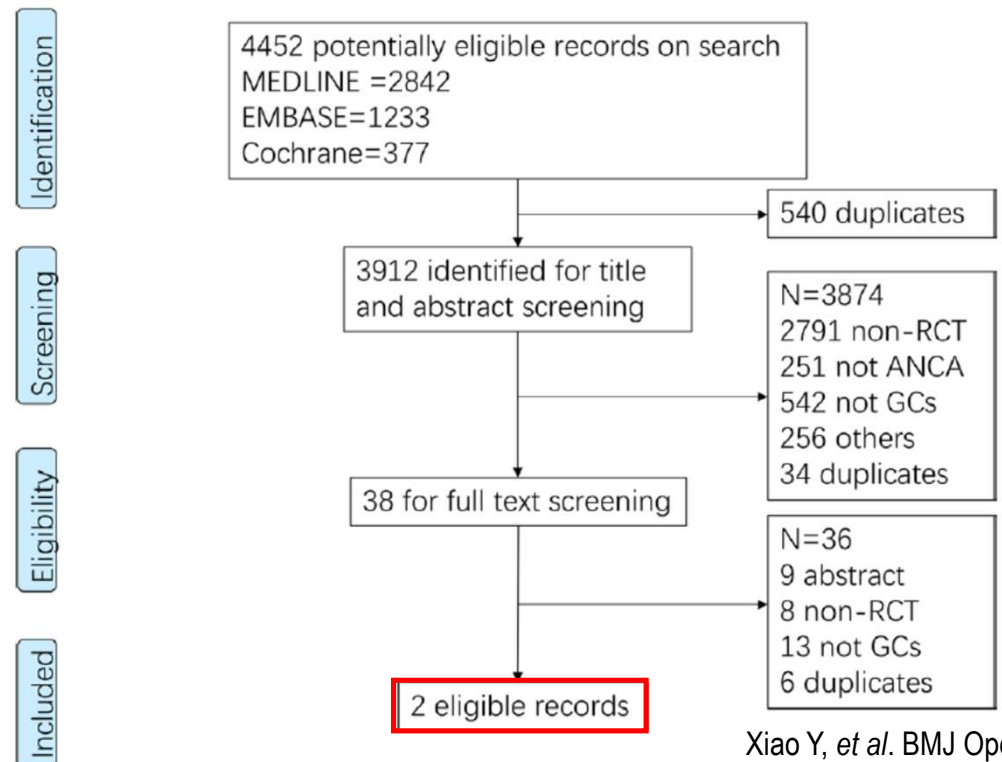 Identification
4452 potentially eligible records on search
MEDLINE =2842
EMBASE=1233
Cochrane=377
540 duplicates
Screening
3912 identified for title
and abstract screening
N=3874
2791 non-RCT
251 not ANCA
542 not GCs
256 others
34 duplicates
Eligibility
38 for full text screening
N=36
9 abstract
8 non-RCT
13 not GCs
6 duplicates
Included
2 eligible records
Xiao Y, et al. BMJ Ope